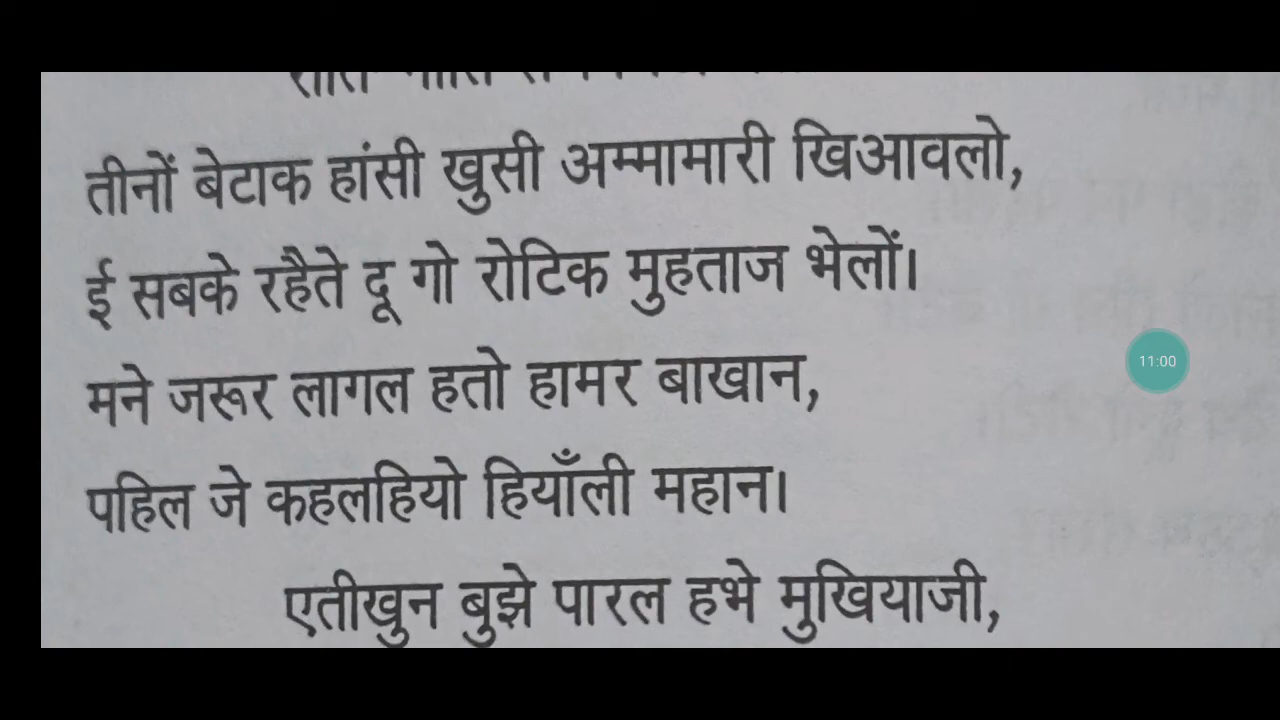 तीनों बेटाक हांसी खुसी अम्मामारी खिआवलो,
ई सबके रहैते दू गो रोटिक मुहताज भेलों।
मने जरूर लागल हतो हामर बाखान,
11:00
पहिल जे कहलहियो हियाँली महान।
एतीखुन बुझे पारल हभे मुखियाजी,